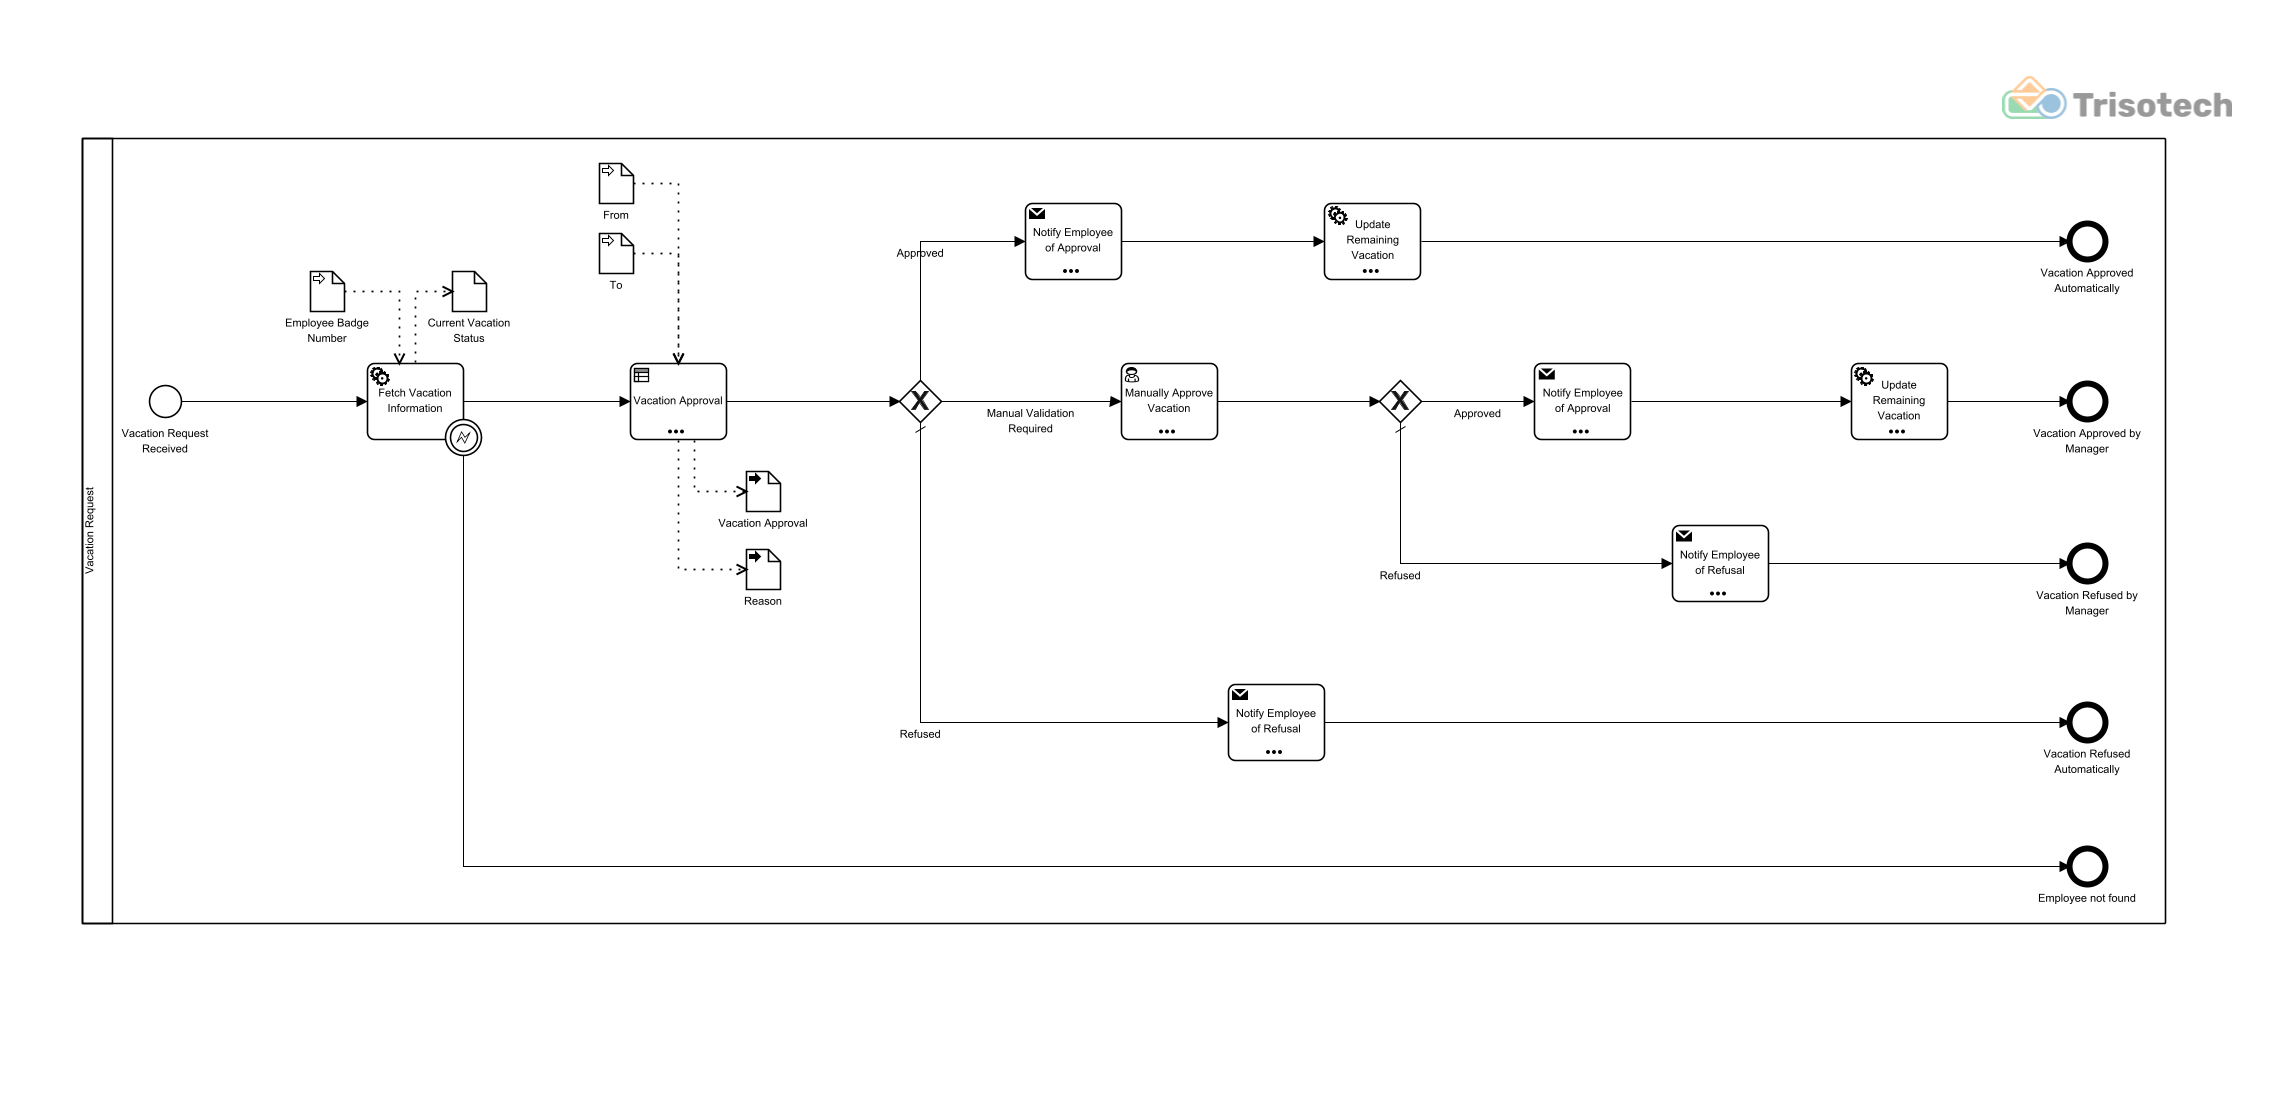 Trisotech
Vacation Request
From
To
Employee Badge
Number
Current Vacation
Status
Vacation Request
Received
Fetch Vacation
Information
Vacation Approval
Vacation Approval
Reason
Approved
Notify Employee
of Approval
Update
Remaining
Vacation
Vacation Approved
Automatically
Manual Validation
Required
Manually Approve
Vacation
Approved
Notify Employee
of Approval
Update
Remaining
Vacation
Vacation Approved by
Manager
Refused
Notify Employee
of Refusal
Vacation Refused by
Manager
Refused
Notify Employee
of Refusal
Vacation Refused
Automatically
Employee not found